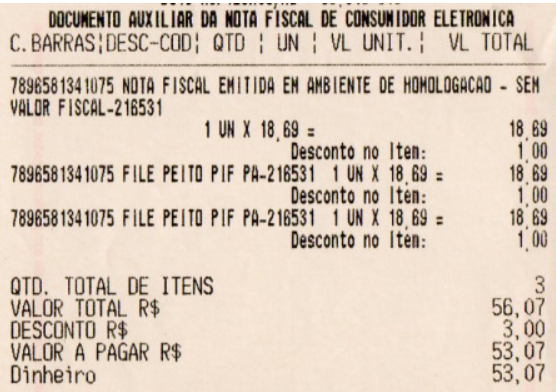 DOCUMENTO AUXILIAR DA NOTA FISCAL DE CONSUMIDOR ELETRONICA
C.BARRAS|DESC-COD| QTD | UN | VL UNIT.| VL TOTAL
7896581341075 NOTA FISCAL EMITIDA EM AMBIENTE DE HOMOLOGACAO - SEM
VALOR FISCAL-216531
1 UN X 18,69 = 18,69
Desconto no Iten: 1,00
7896581341075 FILE PEITO PIF PA-216531 1 UN X 18,69 = 18,69
Desconto no Iten: 1,00
7896581341075 FILE PEITO PIF PA-216531 1 UN X 18,69 = 18,69
Desconto no Iten: 1,00
QTD. TOTAL DE ITENS 3
VALOR TOTAL R$ 56,07
DESCONTO R$ 3,00
VALOR A PAGAR R$ 53,07
Dinheiro 53,07